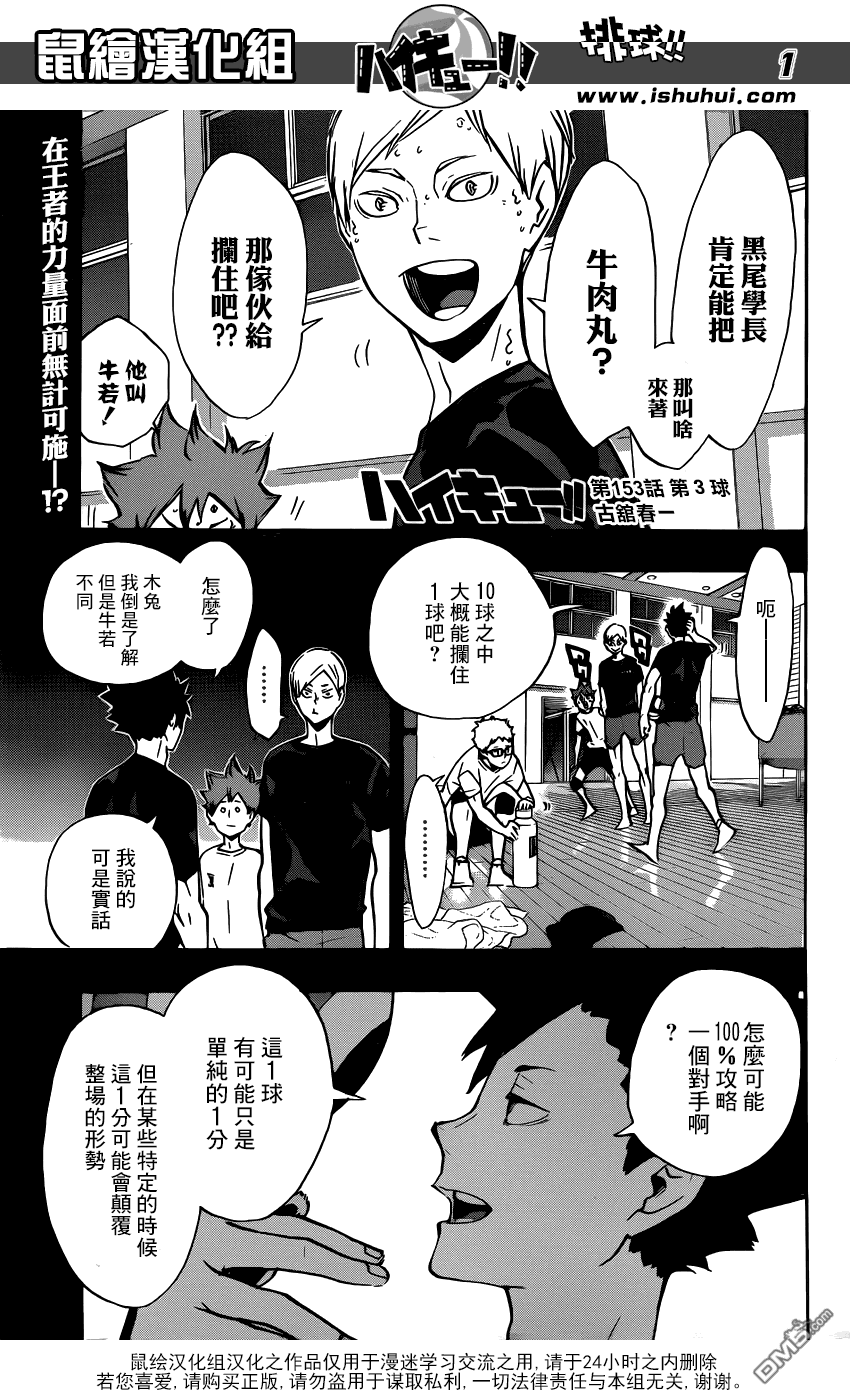 鼠繪漢化組
ハイキュー!!
排球!!
1
www.ishuhui.com
在王者的力量面前無計可施—!?
黑尾學長
肯定能把
那叫啥
來著
牛肉丸?
那傢伙給
攔住吧??
他叫
牛若!
ハイキュー!!
第153話 第3球
古舘春一
呃——
10球之中
大概能攔住
1球吧?
………
怎麼了
木兔
我倒是了解
但是牛若
不同
……
我說的
可是實話
怎麼可能
100%攻略
一個對手啊
?
這1球
有可能只是
單純的1分
但在某些特定的時候
這1分可能會顛覆
整場的形勢
鼠绘汉化组汉化之作品仅用于漫迷学习交流之用, 请于24小时之内删除
若您喜爱, 请购买正版, 请勿盗用于谋取私利, 一切法律责任与本组无关, 谢谢.
DM5.com